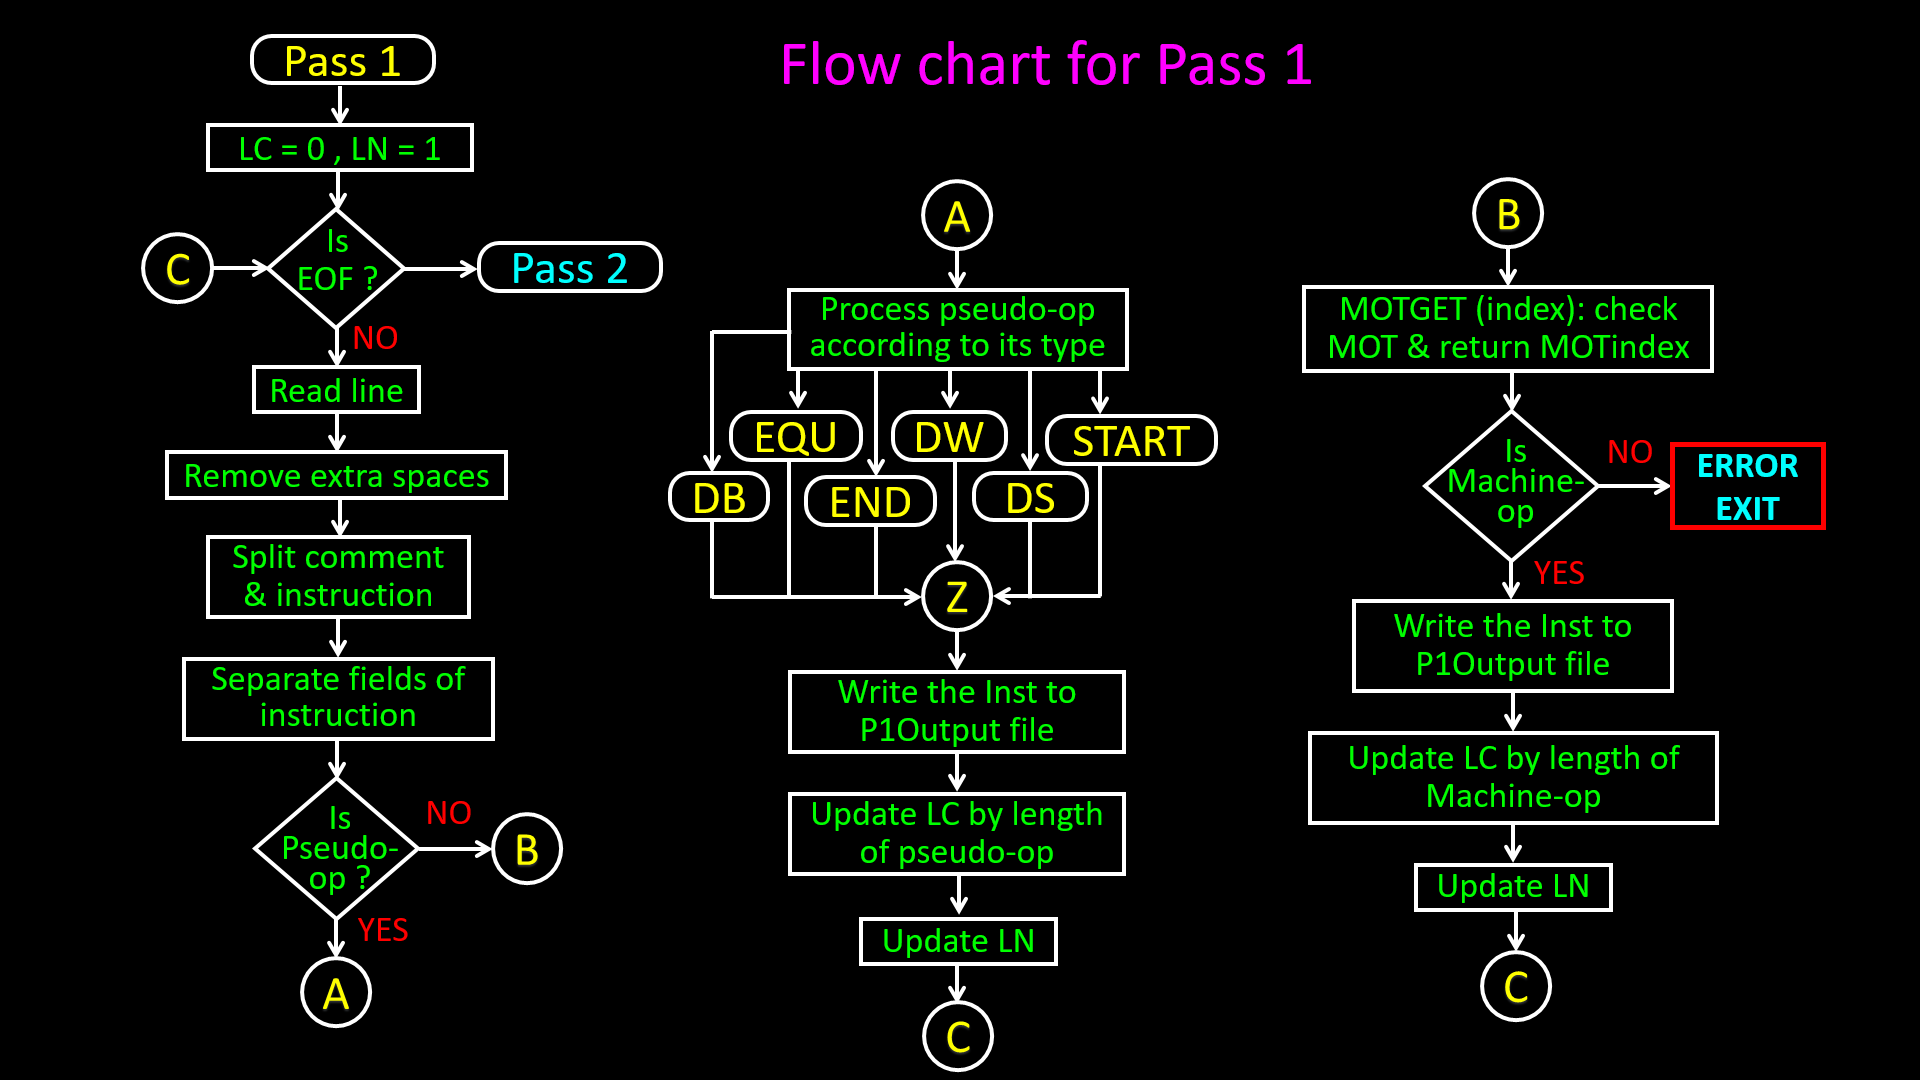 Flow chart for Pass 1
Pass 1
LC = 0 , LN = 1
C
Is
EOF ?
Pass 2
NO
Read line
Remove extra spaces
Split comment
& instruction
Separate fields of
instruction
Is
Pseudo-
op ?
NO
B
YES
A
A
Process pseudo-op
according to its type
EQU
DW
START
DB
END
DS
Z
Write the Inst to
P1Output file
Update LC by length
of pseudo-op
Update LN
C
B
MOTGET (index): check
MOT & return MOTindex
Is
Machine-
op
NO
ERROR
EXIT
YES
Write the Inst to
P1Output file
Update LC by length of
Machine-op
Update LN
C